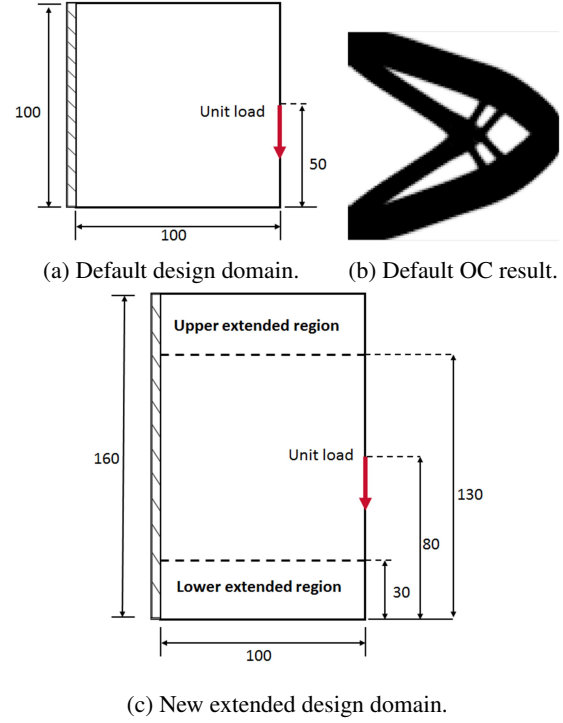 100
Unit load
50
100
(a) Default design domain.
(b) Default OC result.
Upper extended region
160
Unit load
130
80
Lower extended region
30
100
(c) New extended design domain.